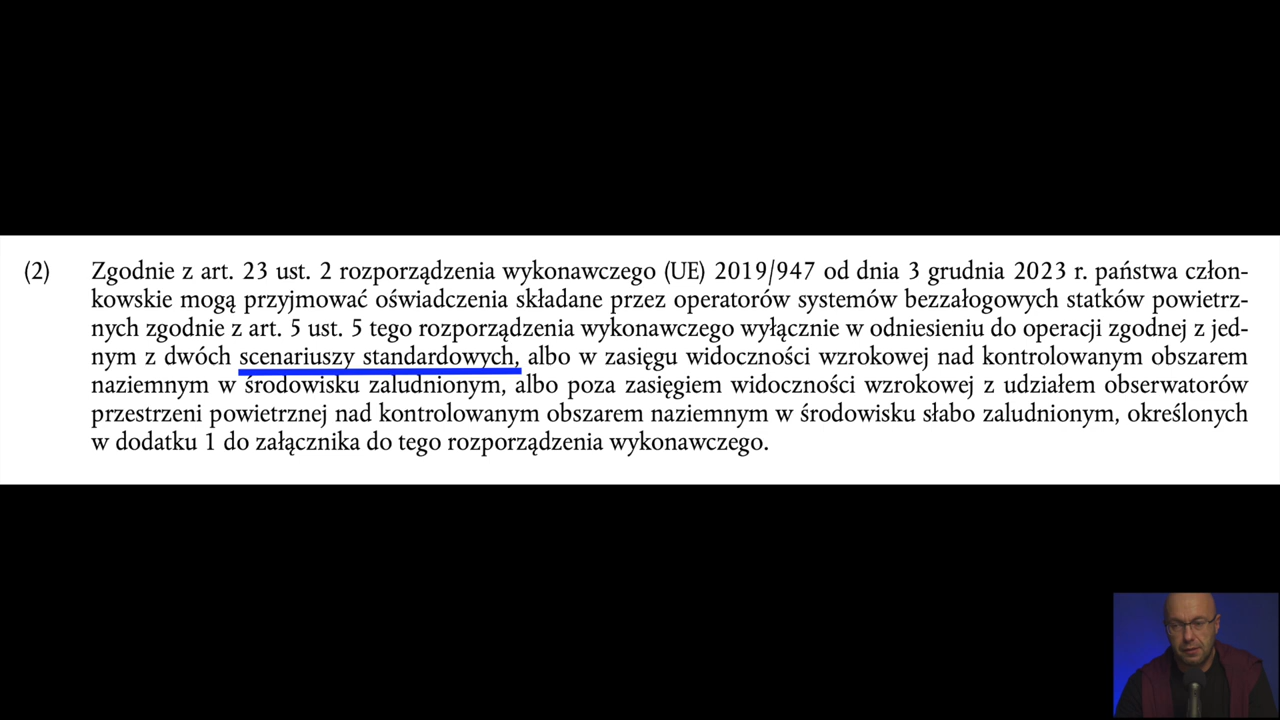 (2) Zgodnie z art. 23 ust. 2 rozporządzenia wykonawczego (UE) 2019/947 od dnia 3 grudnia 2023 r. państwa człon-
kowskie mogą przyjmować oświadczenia składane przez operatorów systemów bezzałogowych statków powietrz-
nych zgodnie z art. 5 ust. 5 tego rozporządzenia wykonawczego wyłącznie w odniesieniu do operacji zgodnej z jed-
nym z dwóch scenariuszy standardowych, albo w zasięgu widoczności wzrokowej nad kontrolowanym obszarem
naziemnym w środowisku zaludnionym, albo poza zasięgiem widoczności wzrokowej z udziałem obserwatorów
przestrzeni powietrznej nad kontrolowanym obszarem naziemnym w środowisku słabo zaludnionym, określonych
w dodatku 1 do załącznika do tego rozporządzenia wykonawczego.